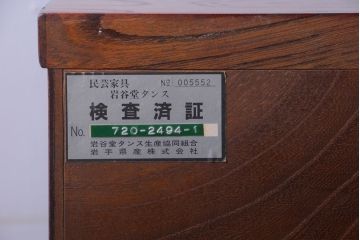 民芸家具 No. 005552
岩谷堂タンス
検査済証
No. 720-2494-1
岩谷堂タンス生産協同組合
岩手県産株式会社